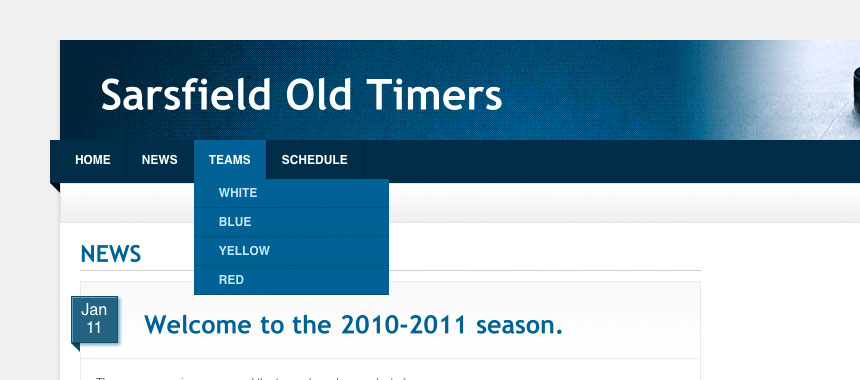 Sarsfield Old Timers
HOME NEWS TEAMS SCHEDULE
WHITE
BLUE
YELLOW
RED
NEWS
Jan
11
Welcome to the 2010-2011 season.